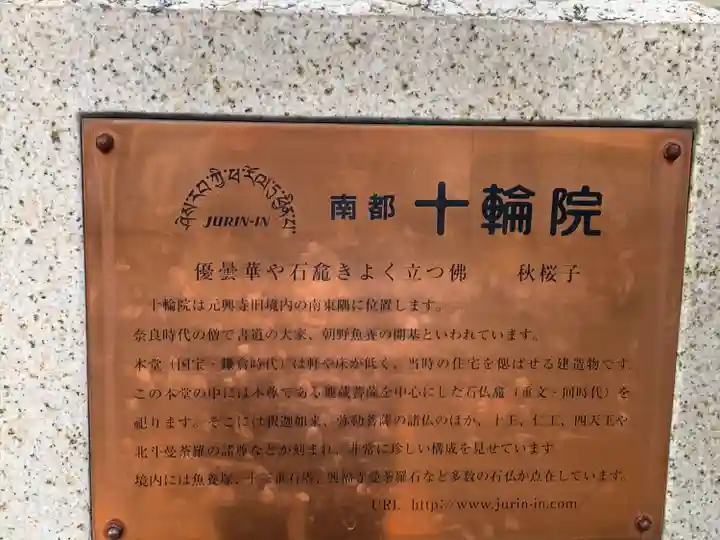 JURIN-IN
南都 十輪院
優曇華や石龕きよく立つ佛 秋桜子
十輪院は元興寺旧境内の南東隅に位置します。
奈良時代の僧で書道の大家、朝野魚養の開基といわれています。
本堂（国宝・鎌倉時代）は軒や床が低く、当時の住宅を偲ばせる建造物です
この本堂の中には本尊である地蔵菩薩を中心にした石仏龕（重文・同時代）を
祀ります。そこには釈迦如来、弥勒菩薩の諸仏のほか、十王、仁王、四天王や
北斗曼荼羅の諸尊などが刻まれ、非常に珍しい構成を見せています
境内には魚養塚、十三重石塔、興福寺曼荼羅石など多数の石仏が点在しています。
URL http://www.jurin-in.com